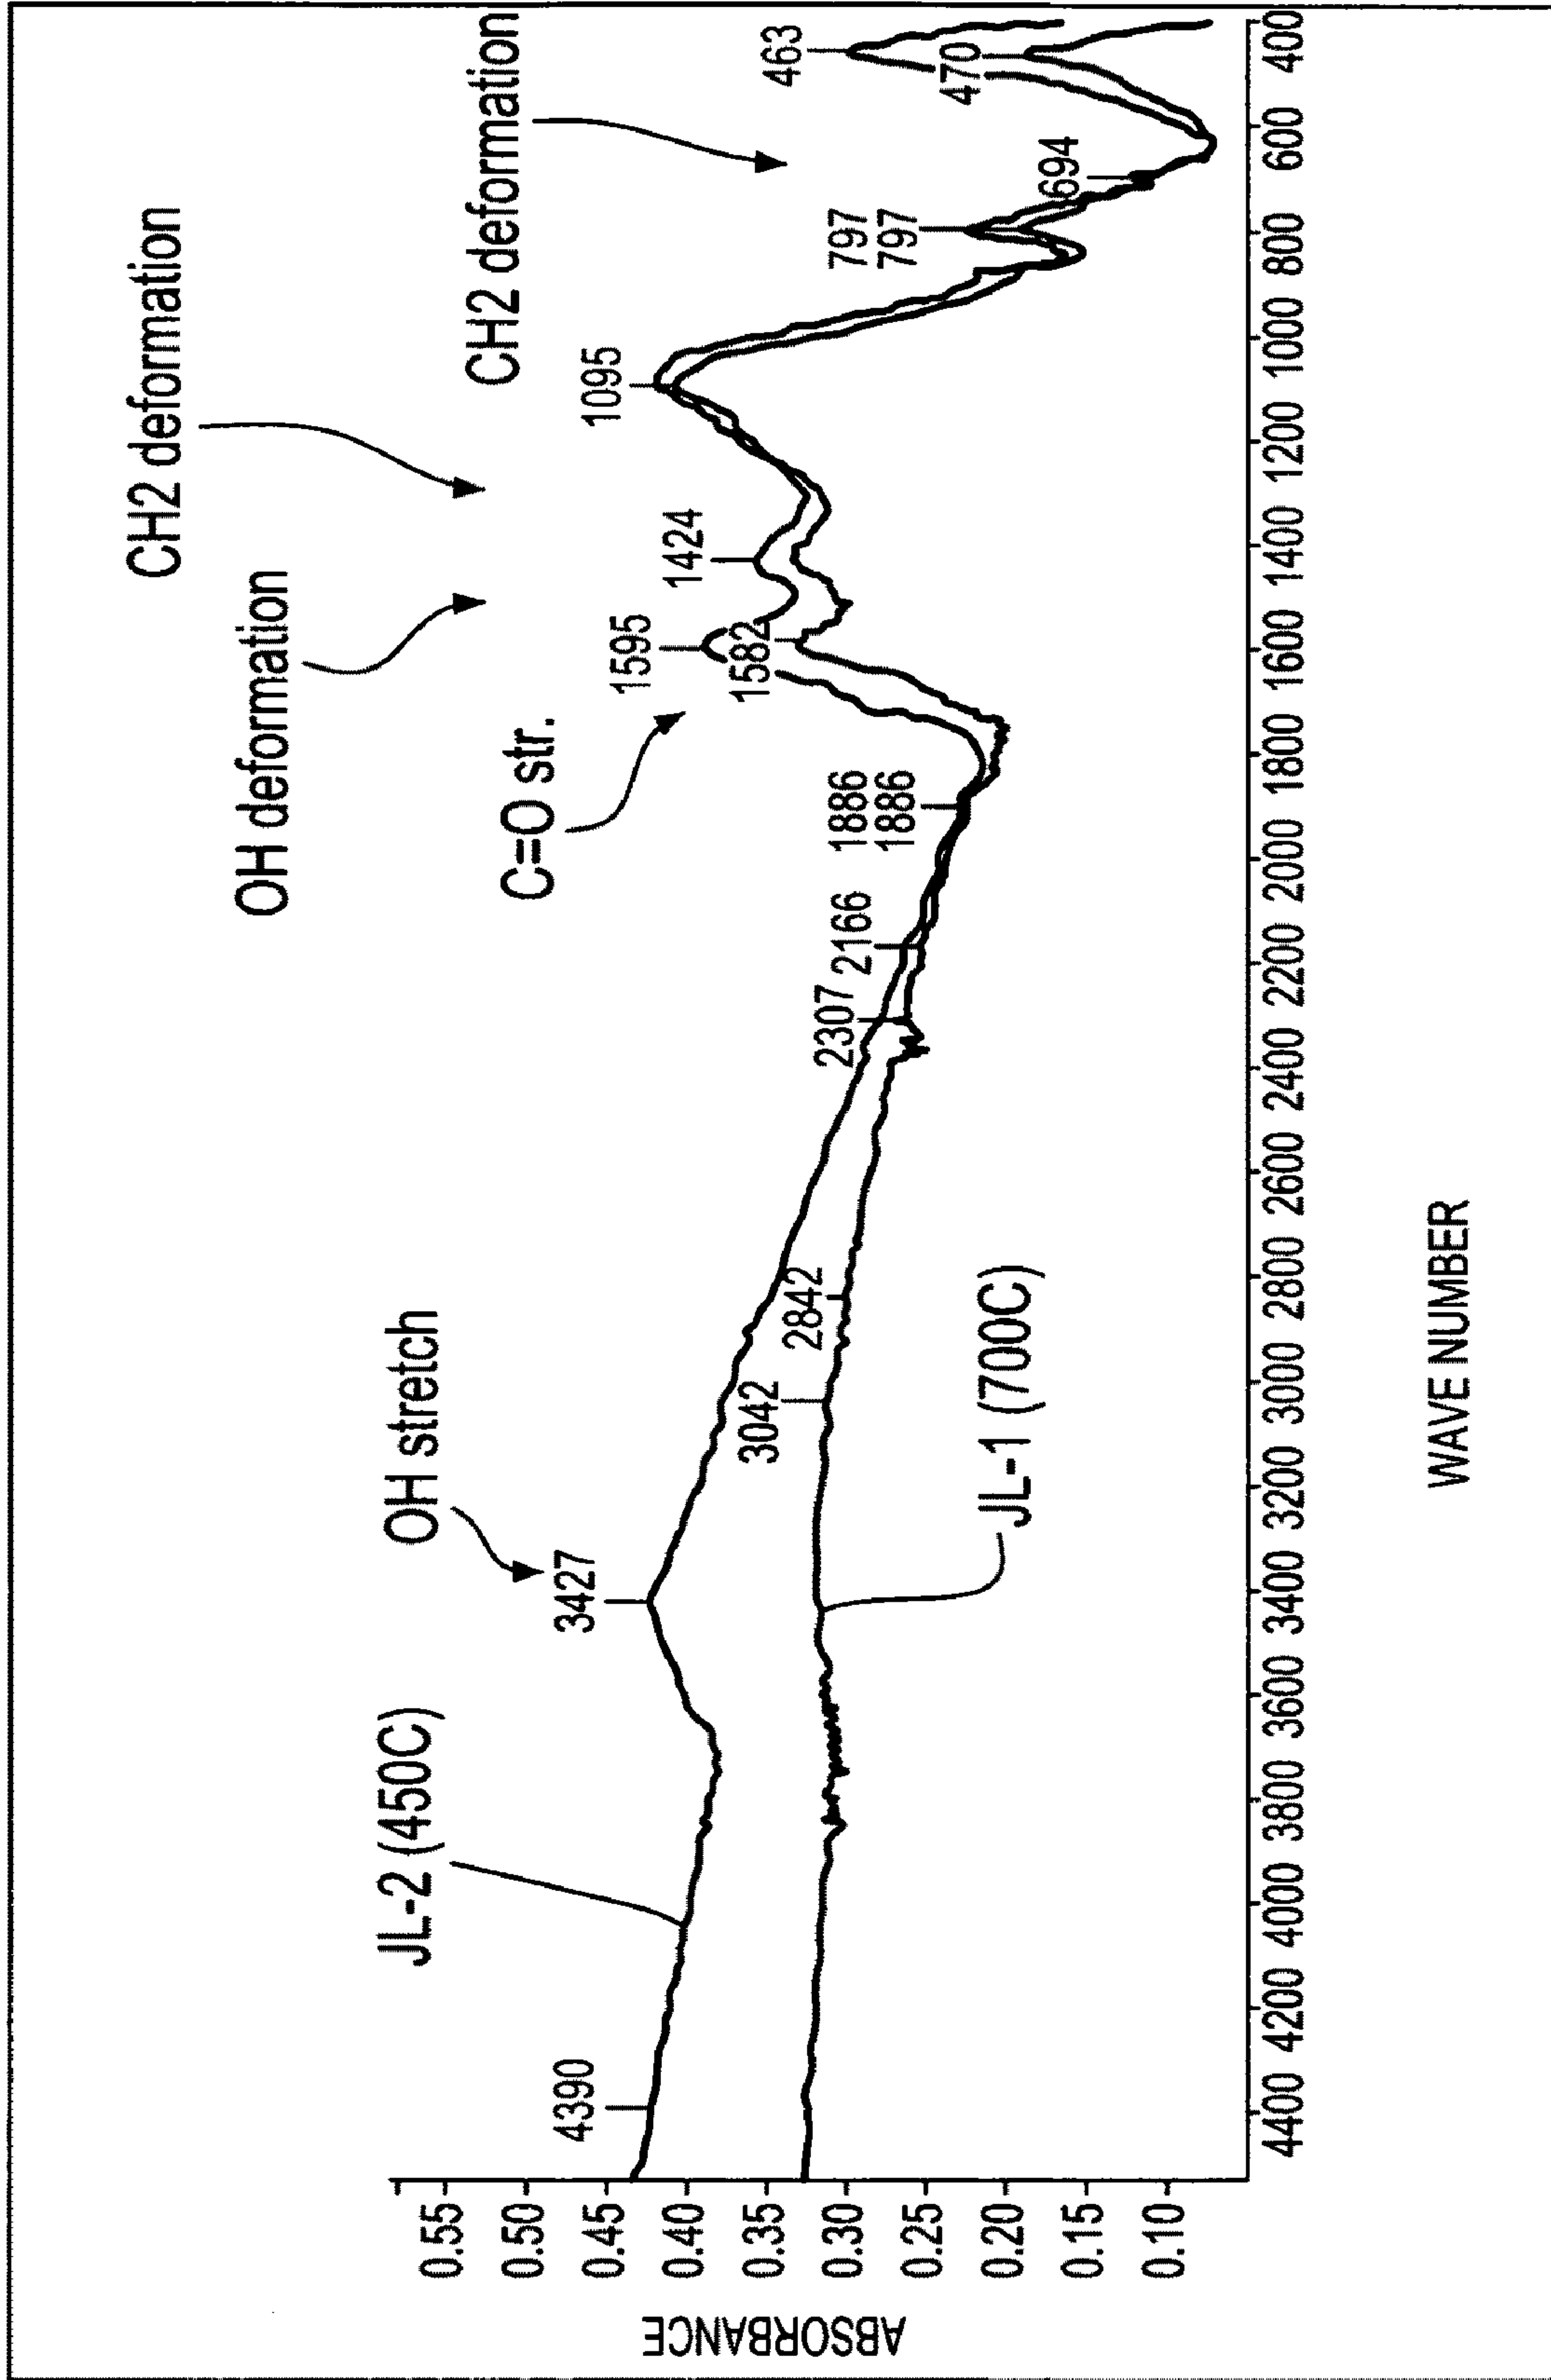 CH2 deformation
OH deformation
CH2 deformation
OH stretch
C=O str.
JL-2 (450C)
JL-1 (700C)
4390
3427
3042
2842
2307
2166
1886
1886
1595
1582
1424
1095
797
797
694
463
470
ABSORBANCE
0.55
0.50
0.45
0.40
0.35
0.30
0.25
0.20
0.15
0.10
4400 4200 4000 3800 3600 3400 3200 3000 2800 2600 2400 2200 2000 1800 1600 1400 1200 1000 800 600 400
WAVE NUMBER